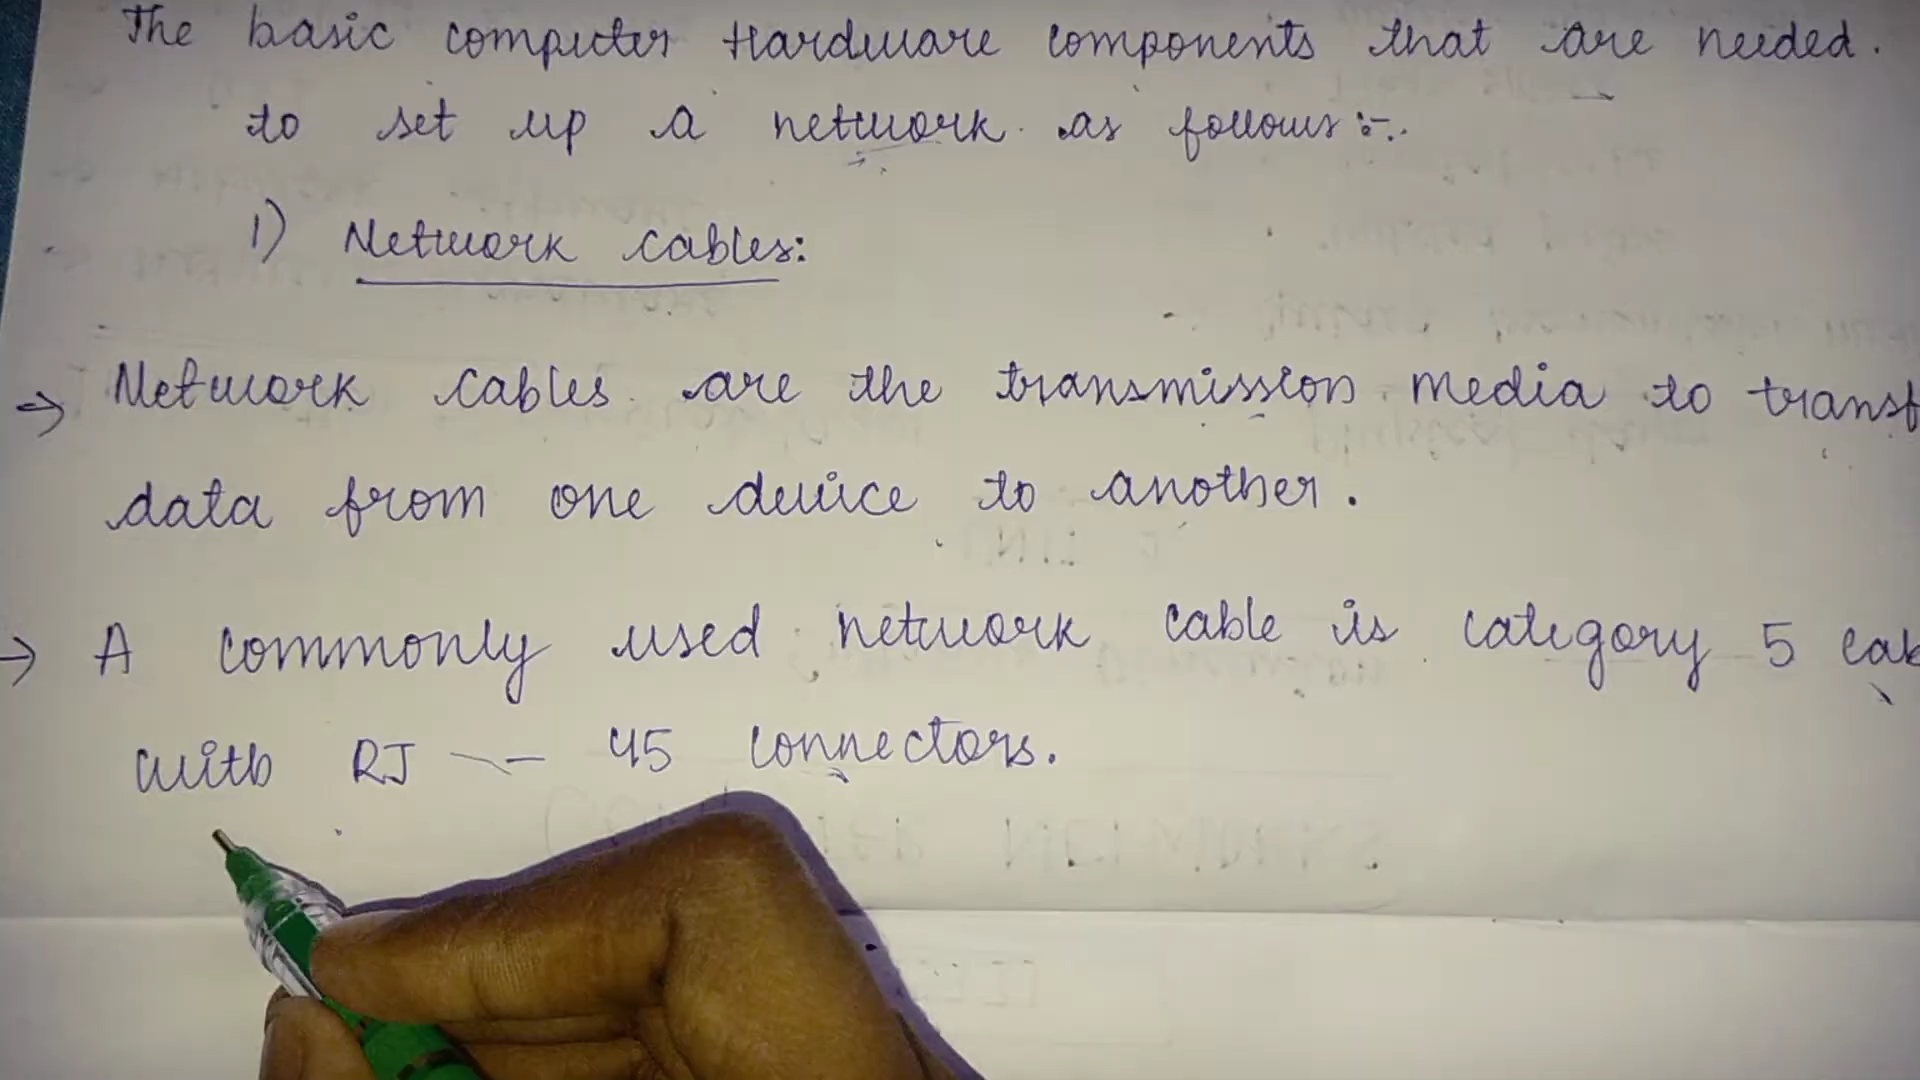 The basic computer Hardware components that are needed.
to set up a network as follows :-
1) Network cables:
→ Network cables are the transmission media to transf
data from one device to another.
→ A commonly used network cable is category 5 cab
with RJ - 45 connectors.